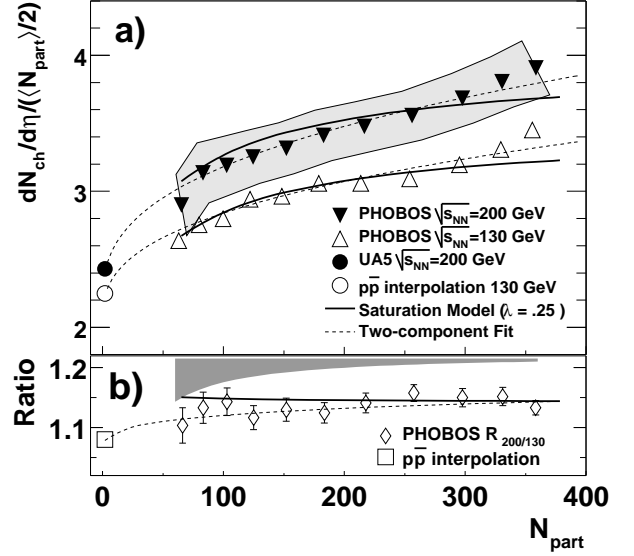 a)
dN_ch/dη/(⟨N_part⟩/2)
4
3
2
▼ PHOBOS √s_NN=200 GeV
△ PHOBOS √s_NN=130 GeV
● UA5 √s_NN=200 GeV
○ pp̅ interpolation 130 GeV
Saturation Model (λ = .25 )
Two-component Fit
b)
Ratio
1.2
1.1
◇ PHOBOS R_200/130
□ pp̅ interpolation
0 100 200 300 400
N_part